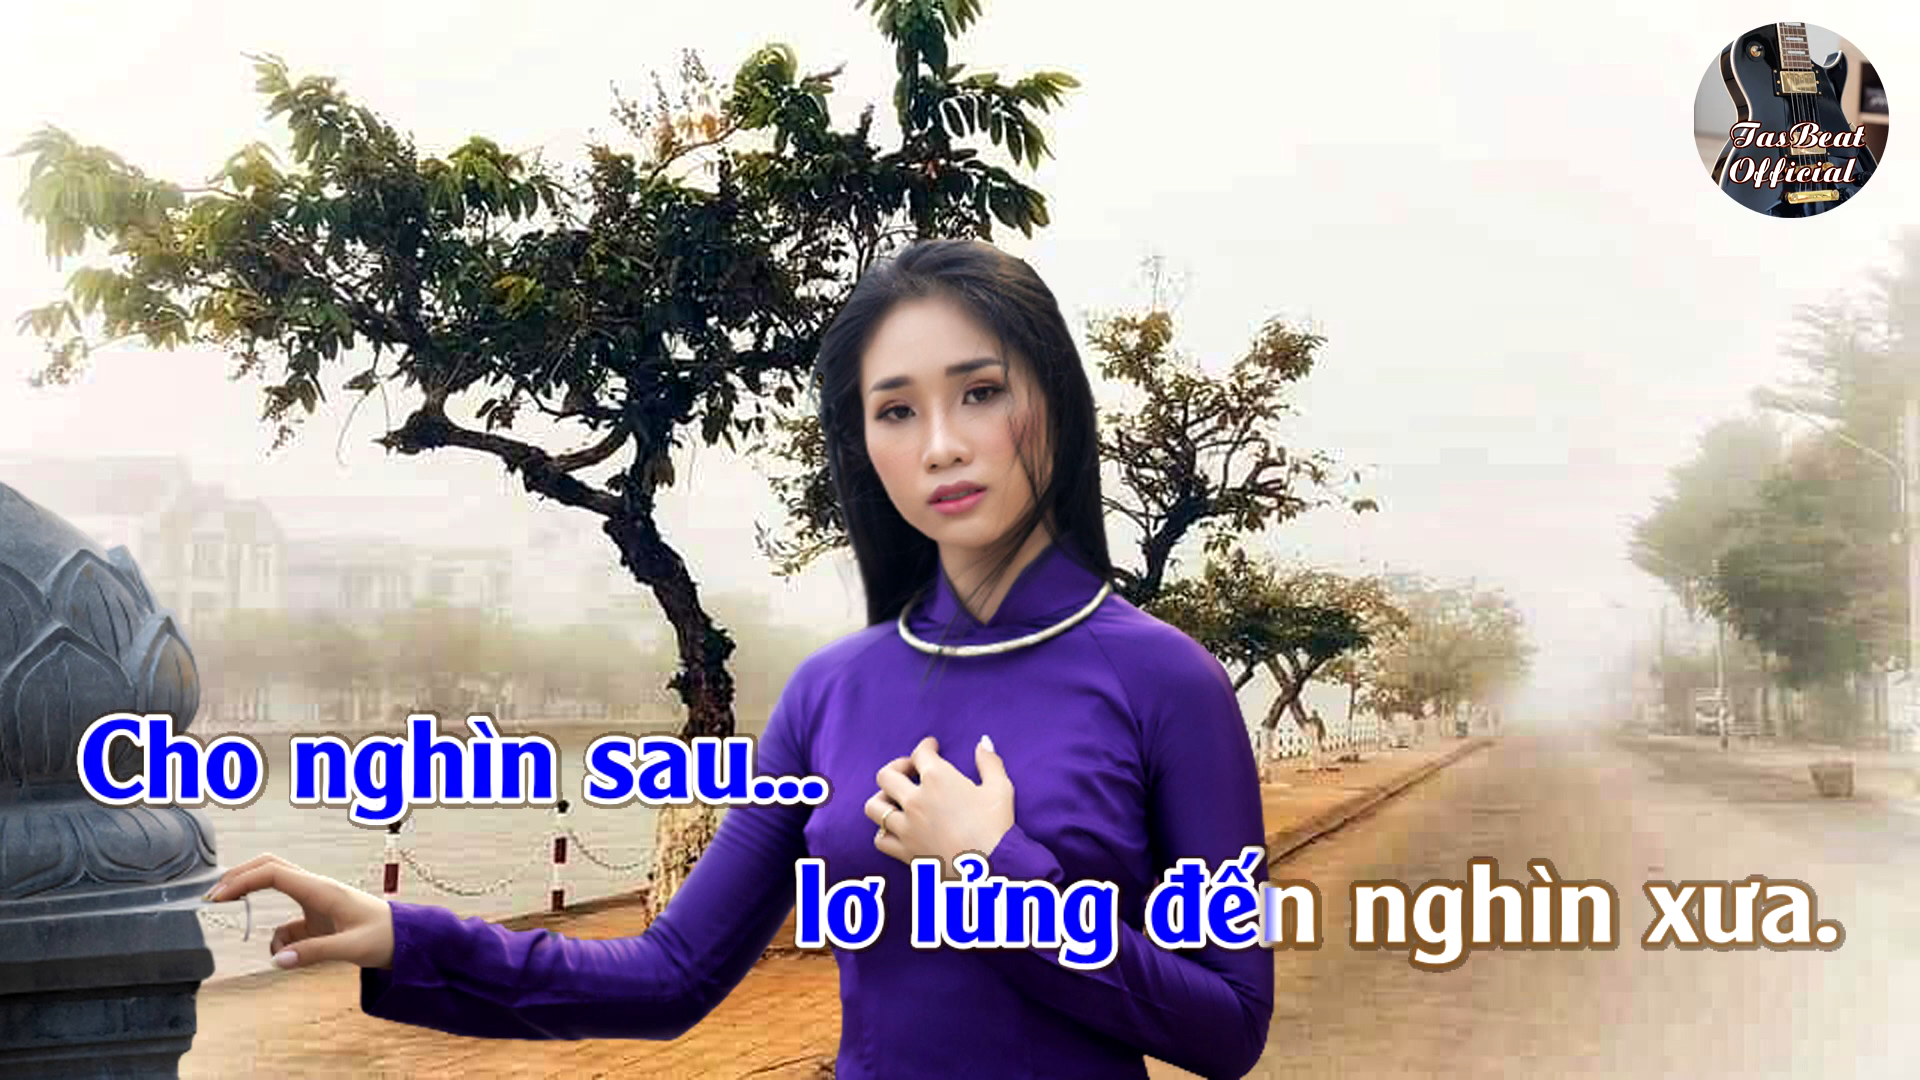 TasBeat
Official
Cho nghìn sau...
lơ lửng đến nghìn xưa.